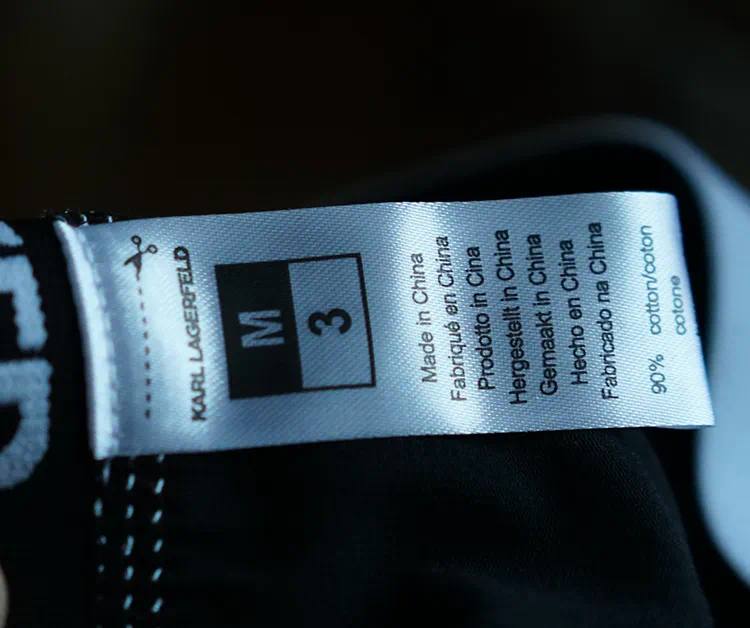 KARL LAGERFELD
M
3
Made in China
Fabriqué en China
Prodotto in Cina
Hergestellt in China
Gemaakt in China
Hecho en China
Fabricado na China
90% cotton/coton
cotone